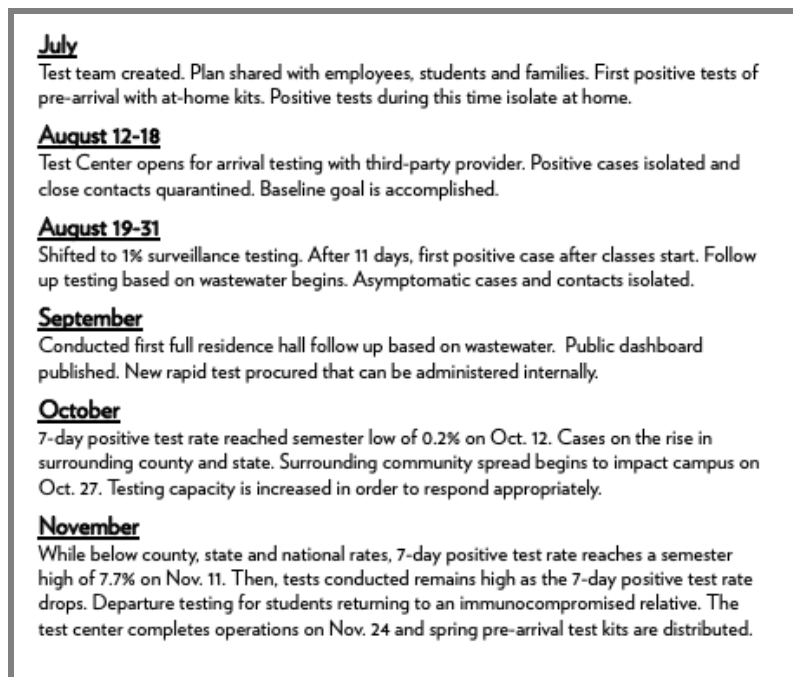 July
Test team created. Plan shared with employees, students and families. First positive tests of
pre-arrival with at-home kits. Positive tests during this time isolate at home.
August 12-18
Test Center opens for arrival testing with third-party provider. Positive cases isolated and
close contacts quarantined. Baseline goal is accomplished.
August 19-31
Shifted to 1% surveillance testing. After 11 days, first positive case after classes start. Follow
up testing based on wastewater begins. Asymptomatic cases and contacts isolated.
September
Conducted first full residence hall follow up based on wastewater. Public dashboard
published. New rapid test procured that can be administered internally.
October
7-day positive test rate reached semester low of 0.2% on Oct. 12. Cases on the rise in
surrounding county and state. Surrounding community spread begins to impact campus on
Oct. 27. Testing capacity is increased in order to respond appropriately.
November
While below county, state and national rates, 7-day positive test rate reaches a semester
high of 7.7% on Nov. 11. Then, tests conducted remains high as the 7-day positive test rate
drops. Departure testing for students returning to an immunocompromised relative. The
test center completes operations on Nov. 24 and spring pre-arrival test kits are distributed.